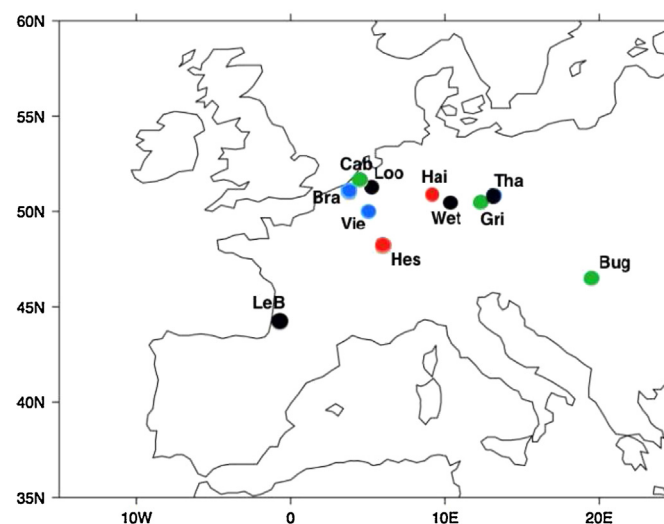 60N
55N
Cab
Loo
Hai
Tha
Bra
50N
Vie
Wet
Gri
Hes
Bug
LeB
45N
40N
35N
10W
0
10E
20E